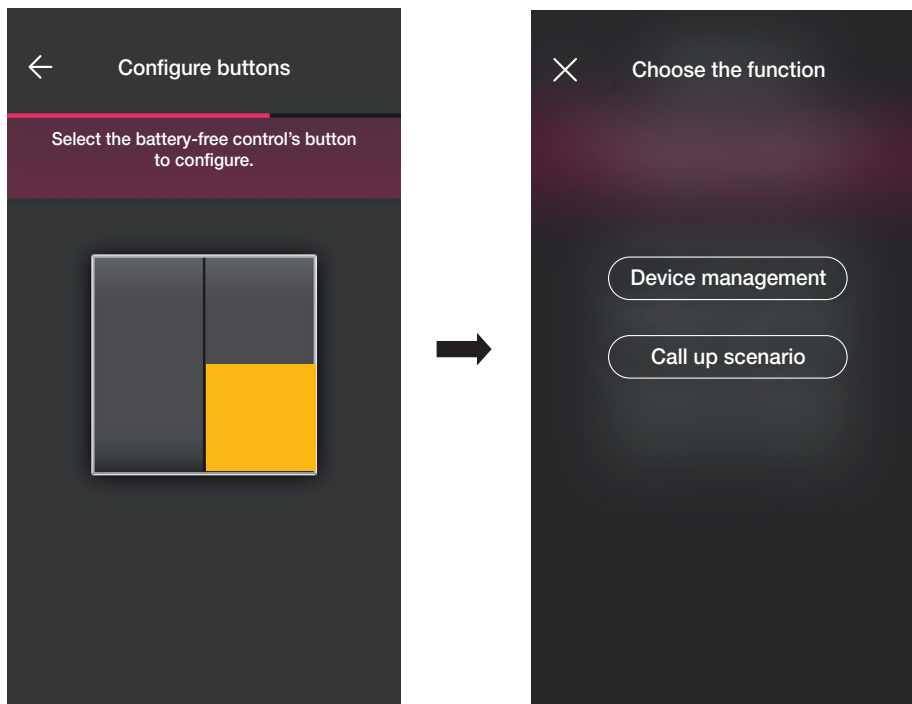 Configure buttons
Select the battery-free control's button
to configure.
Choose the function
Device management
Call up scenario